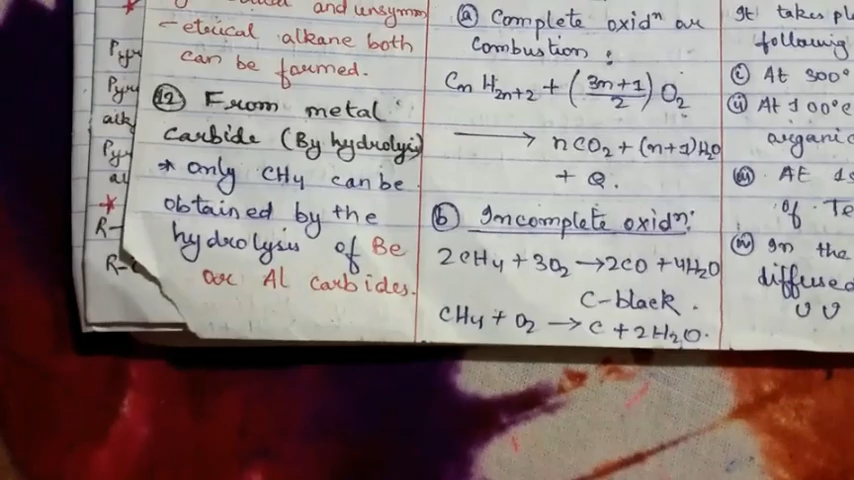 and unsymm
-etrical alkane both
can be formed.
(12) From metal
carbide (By hydrolysis)
* only CH4 can be
obtained by the
hydrolysis of Be
or Al carbides.
(a) Complete oxidⁿ or
Combustion :
CnH2n+2 + (3n+1/2) O2
⟶ nCO2 + (n+1)H2O
+ Q.
(b) Incomplete oxidⁿ:
2CH4 + 3O2 → 2CO + 4H2O
C-black.
CH4 + O2 → C + 2H2O.
It takes pl
following
(i) At 300°
(ii) At 100°C
organic
(iii) At 1
of Te
(iv) In the
diffused